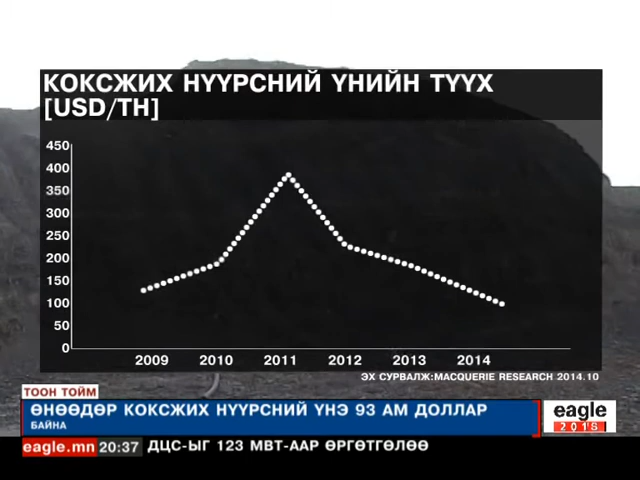 КОКСЖИХ НҮҮРСНИЙ ҮНИЙН ТҮҮХ
[USD/ТН]
450
400
350
300
250
200
150
100
50
0
2009 2010 2011 2012 2013 2014
ЭХ СУРВАЛЖ:MACQUERIE RESEARCH 2014.10
ТООН ТОЙМ
ӨНӨӨДӨР КОКСЖИХ НҮҮРСНИЙ ҮНЭ 93 АМ ДОЛЛАР
БАЙНА
eagle
eagle.mn 20:37 ДЦС-ЫГ 123 МВТ-ААР ӨРГӨТГӨЛӨӨ